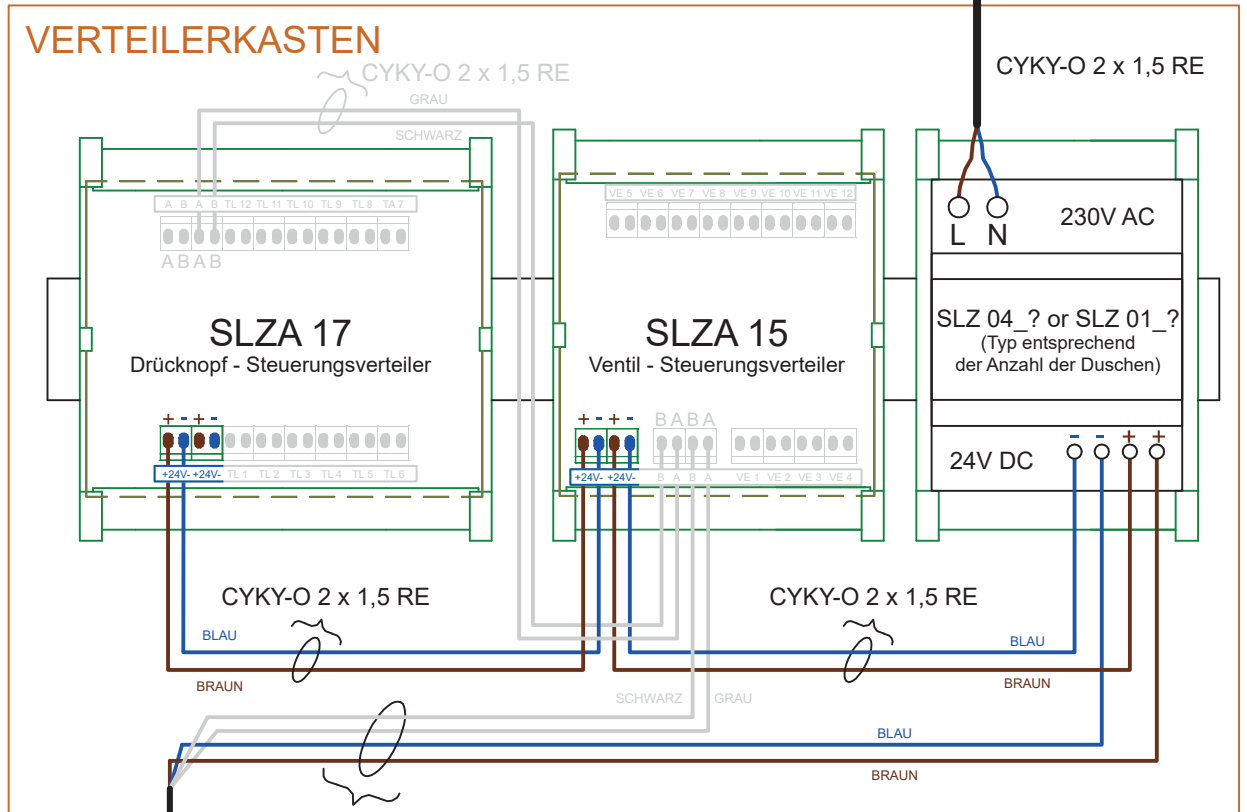 VERTEILERKASTEN
CYKY-O 2 x 1,5 RE
CYKY-O 2 x 1,5 RE
GRAU
SCHWARZ
A B A B TL 12 TL 11 TL 10 TL 9 TL 8 TA 7
A B A B
VE 5 VE 6 VE 7 VE 8 VE 9 VE 10 VE 11 VE 12
L N
230V AC
SLZA 17
Drücknopf - Steuerungsverteiler
SLZA 15
Ventil - Steuerungsverteiler
SLZ 04_? or SLZ 01_?
(Typ entsprechend
der Anzahl der Duschen)
+ - + -
+24V- +24V- TL 1 TL 2 TL 3 TL 4 TL 5 TL 6
+ - + - B A B A
+24V- +24V- B A B A VE 1 VE 2 VE 3 VE 4
24V DC
- - + +
CYKY-O 2 x 1,5 RE
CYKY-O 2 x 1,5 RE
BLAU
BRAUN
BLAU
BRAUN
SCHWARZ
GRAU
BLAU
BRAUN